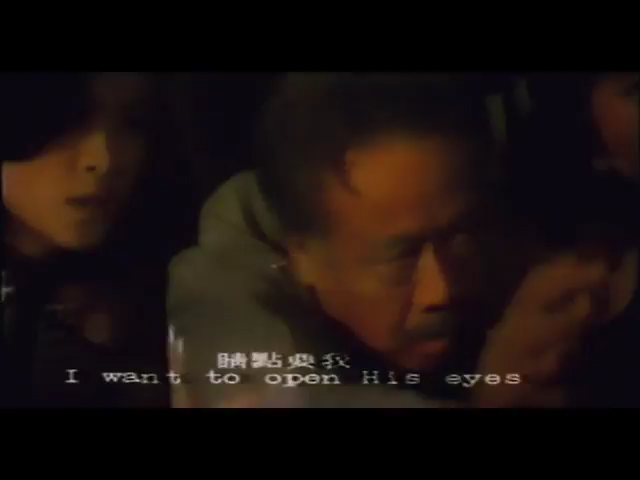 我要點睛
I want to open His eyes